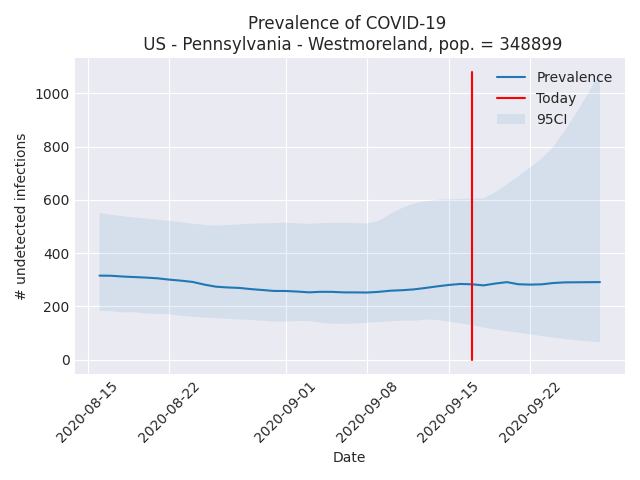 Prevalence of COVID-19
US - Pennsylvania - Westmoreland, pop. = 348899
Prevalence
Today
95CI
1000
800
600
400
200
0
# undetected infections
2020-08-15
2020-08-22
2020-09-01
2020-09-08
2020-09-15
2020-09-22
Date